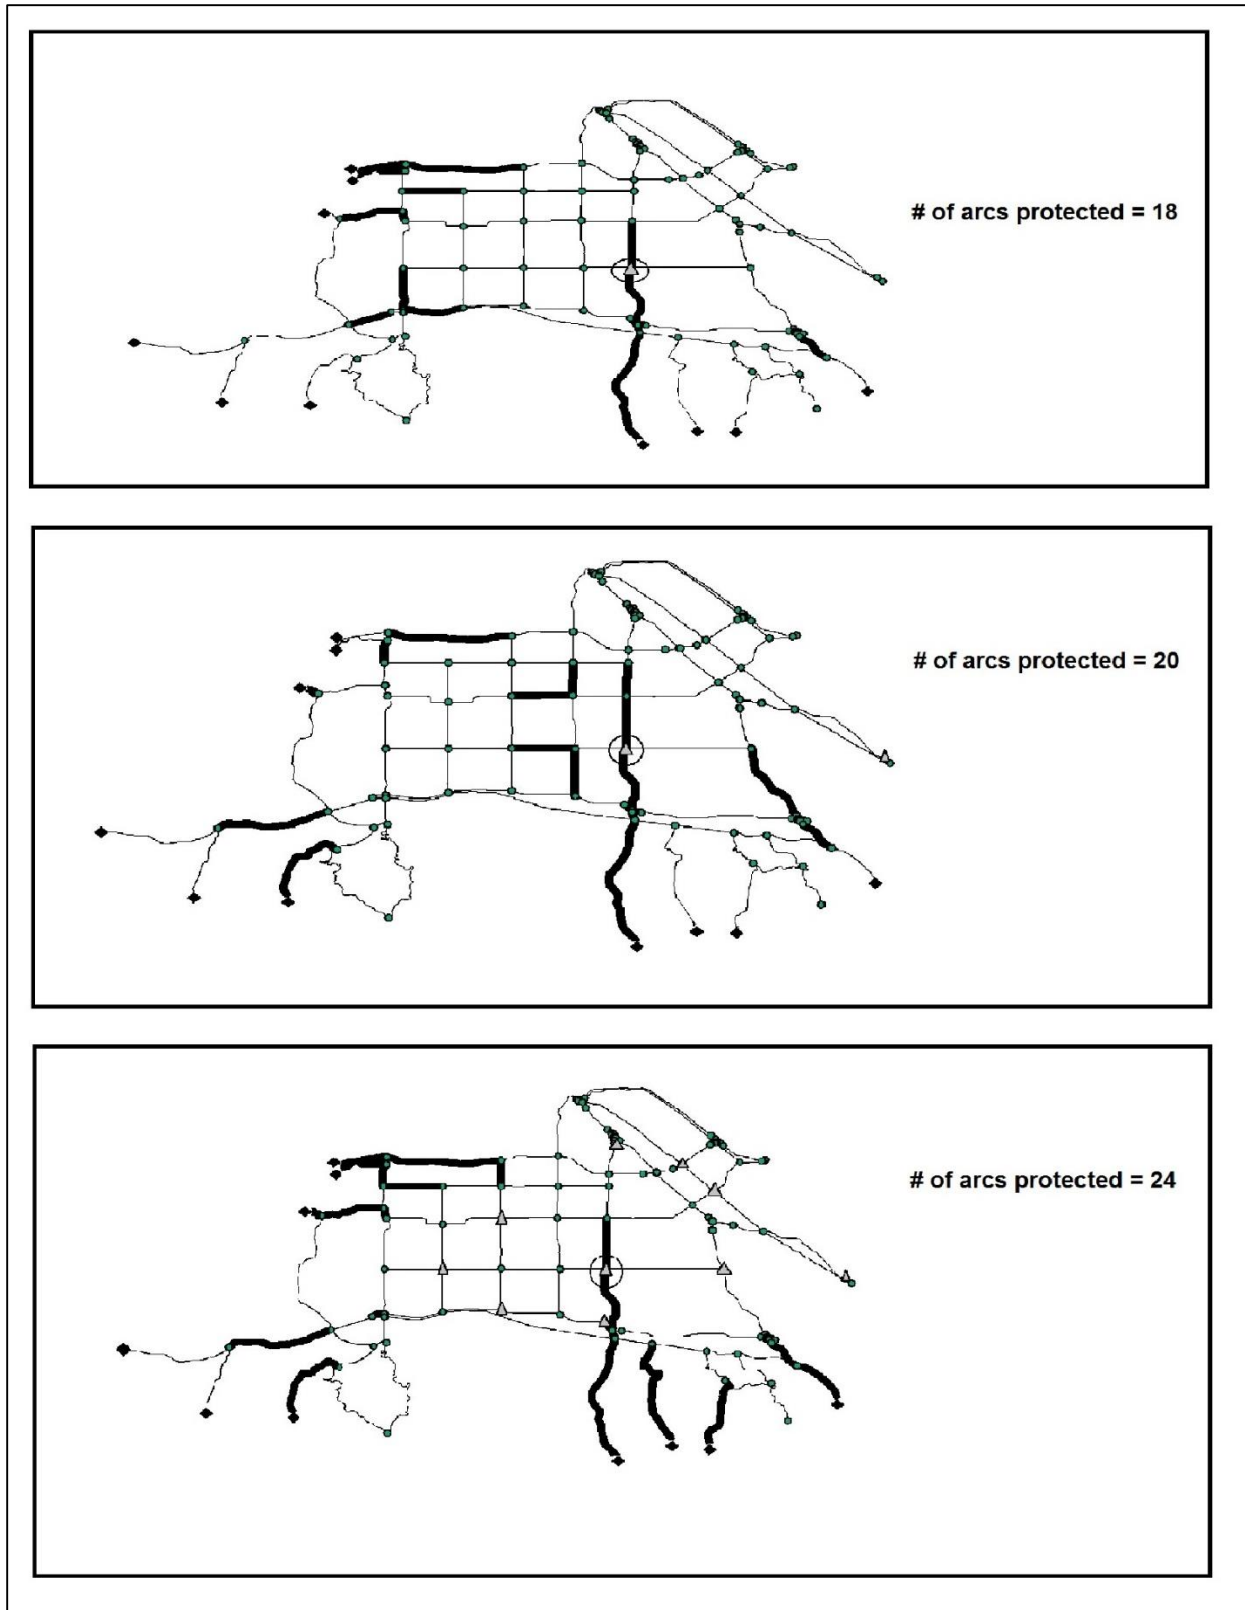 # of arcs protected = 18
# of arcs protected = 20
# of arcs protected = 24